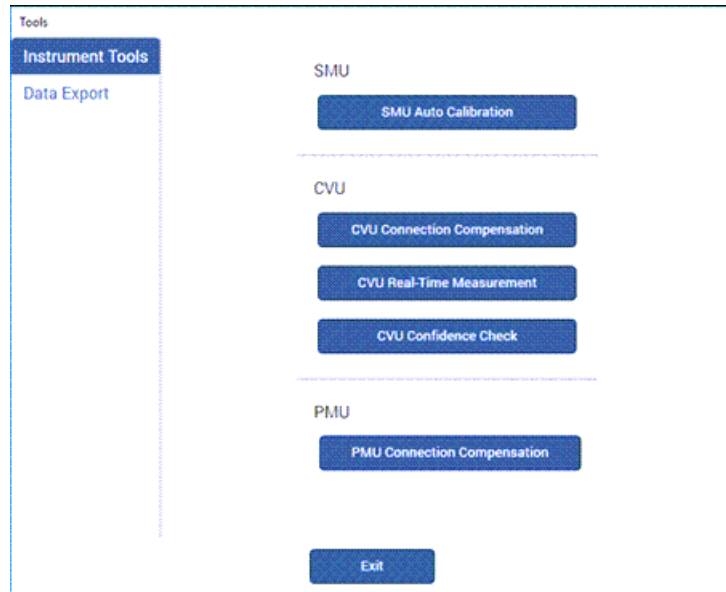 Tools
Instrument Tools
Data Export
SMU
SMU Auto Calibration
CVU
CVU Connection Compensation
CVU Real-Time Measurement
CVU Confidence Check
PMU
PMU Connection Compensation
Exit